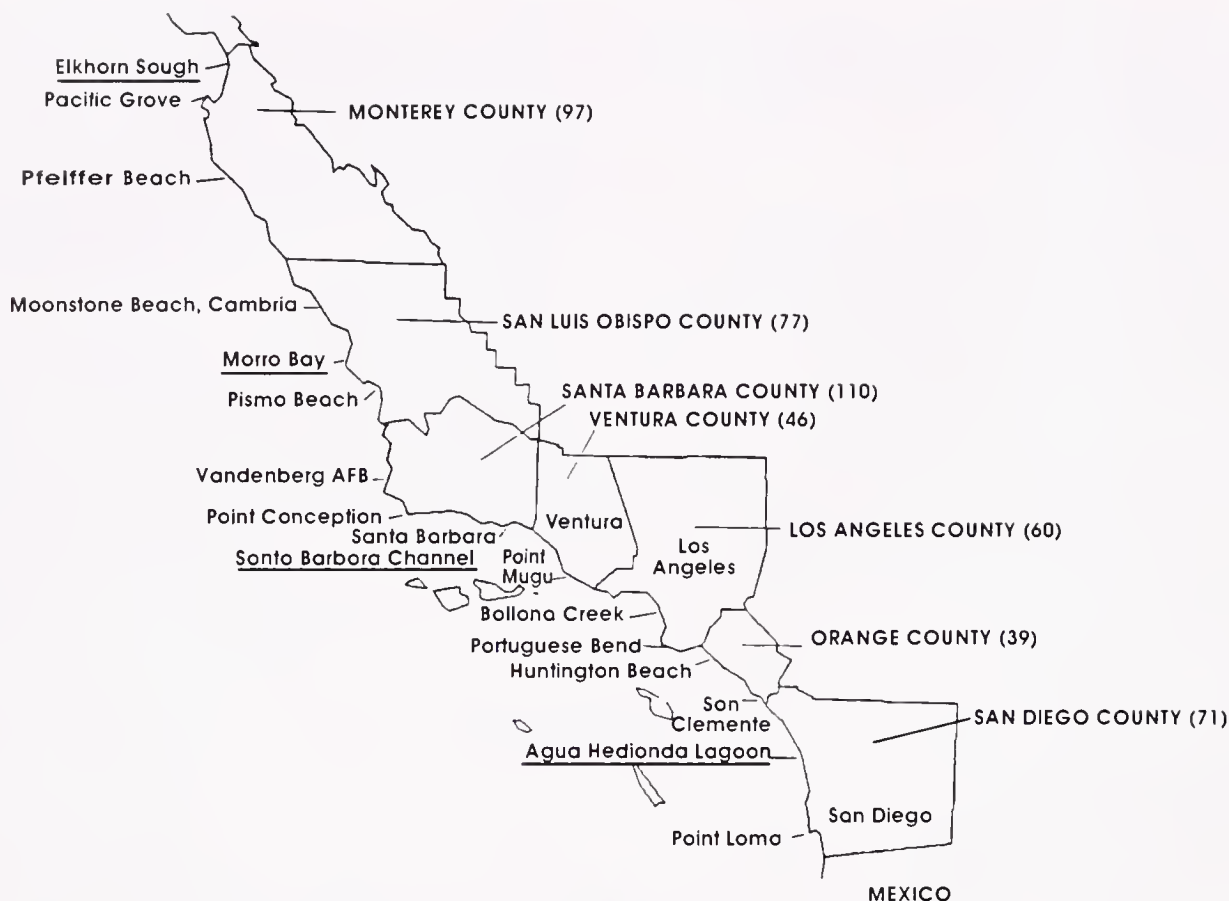 Elkhorn Sough
Pacific Grove
MONTEREY COUNTY (97)
Pfeiffer Beach
Moonstone Beach, Cambria
SAN LUIS OBISPO COUNTY (77)
Morro Bay
Pismo Beach
SANTA BARBARA COUNTY (110)
VENTURA COUNTY (46)
Vandenberg AFB
Point Conception
Santa Barbara
Sonto Barbora Channel
Ventura
Point
Mugu
Los
Angeles
LOS ANGELES COUNTY (60)
Bollona Creek
Portuguese Bend
Huntington Beach
ORANGE COUNTY (39)
Son
Clemente
SAN DIEGO COUNTY (71)
Agua Hedionda Lagoon
San Diego
Point Loma
MEXICO